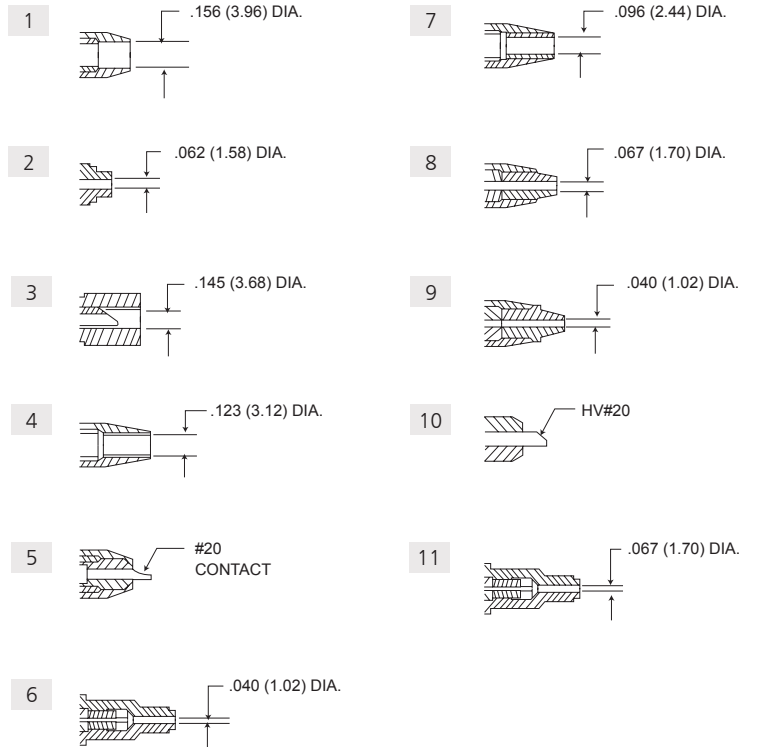 1
.156 (3.96) DIA.
2
.062 (1.58) DIA.
3
.145 (3.68) DIA.
4
.123 (3.12) DIA.
5
#20
CONTACT
6
.040 (1.02) DIA.
7
.096 (2.44) DIA.
8
.067 (1.70) DIA.
9
.040 (1.02) DIA.
10
HV#20
11
.067 (1.70) DIA.